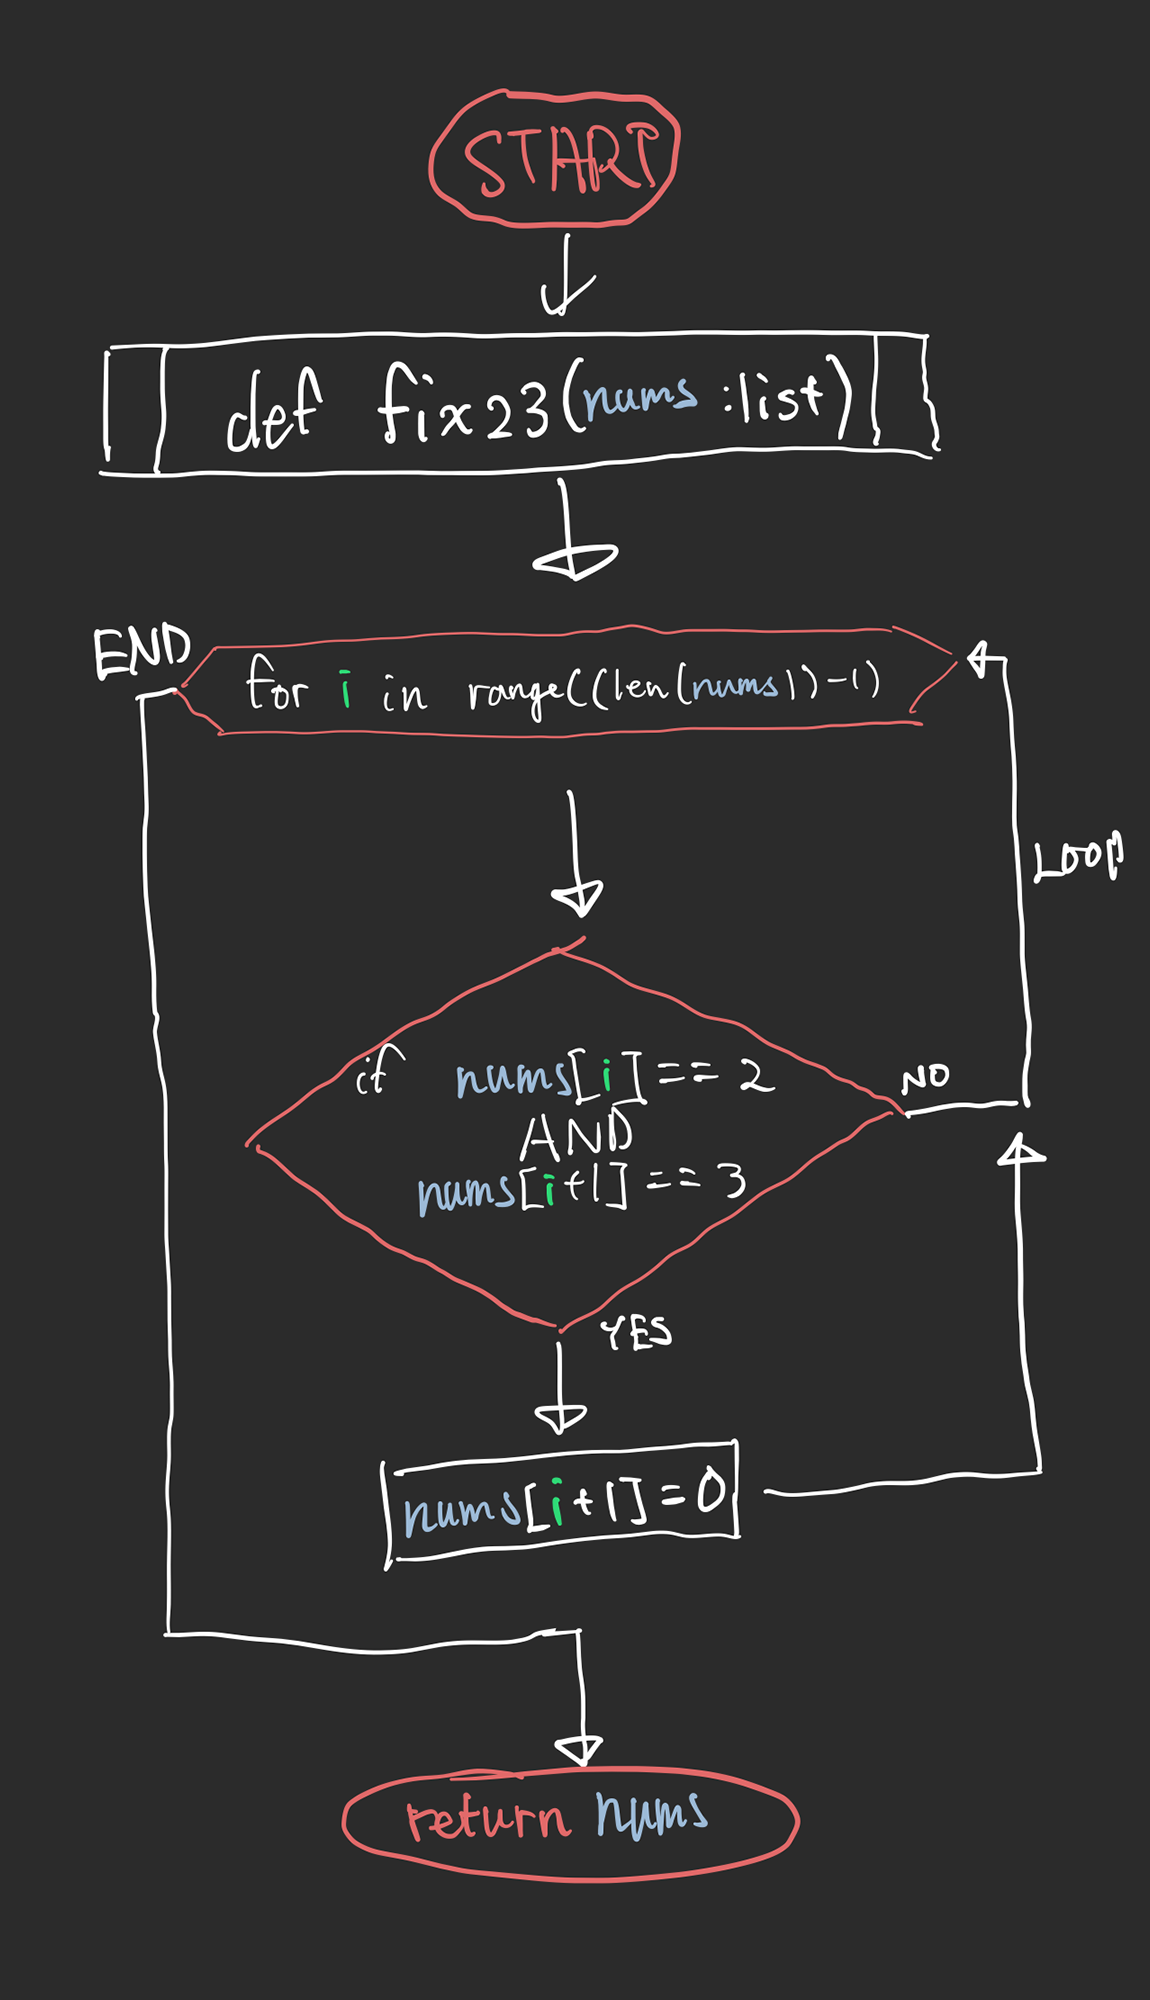 START
def fix23(nums :list)
END
for i in range((len(nums))-1)
LOOP
if nums[i] == 2
AND
nums[i+1] == 3
NO
YES
nums[i+1]=0
return nums